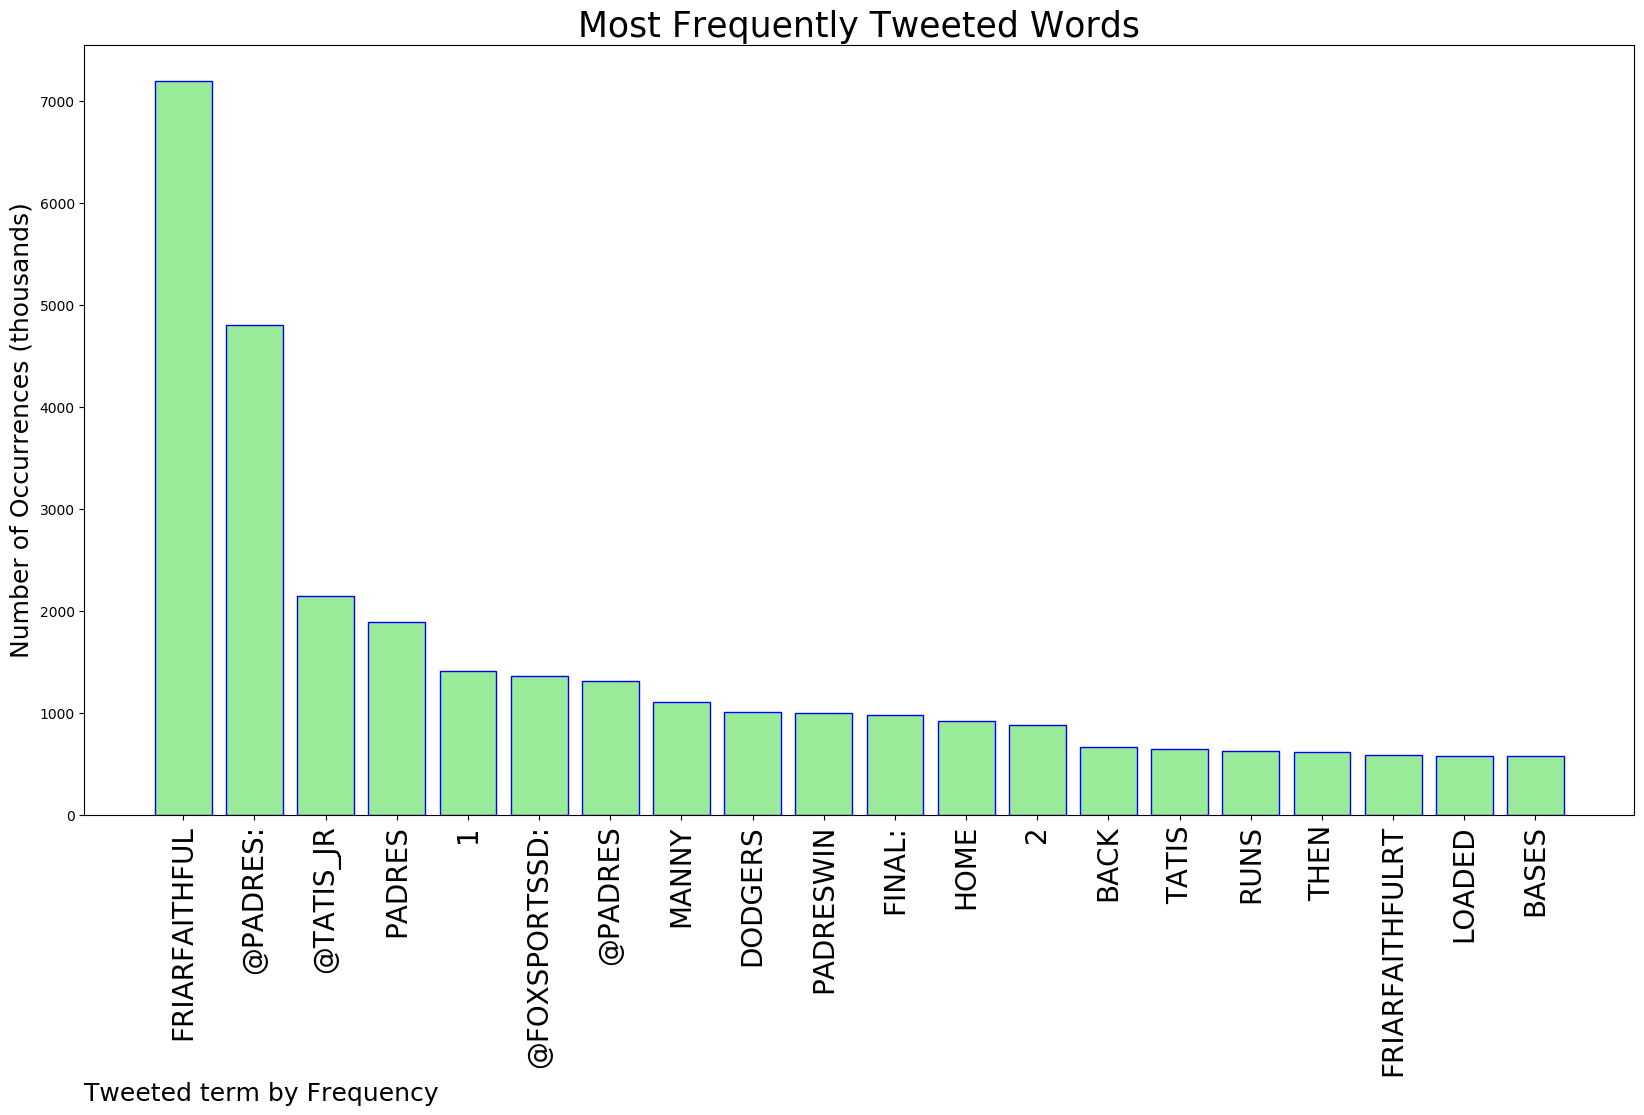 Most Frequently Tweeted Words
Number of Occurrences (thousands)
7000
6000
5000
4000
3000
2000
1000
0
FRIARFAITHFUL
@PADRES:
@TATIS_JR
PADRES
1
@FOXSPORTSSD:
@PADRES
MANNY
DODGERS
PADRESWIN
FINAL:
HOME
2
BACK
TATIS
RUNS
THEN
FRIARFAITHFULRT
LOADED
BASES
Tweeted term by Frequency